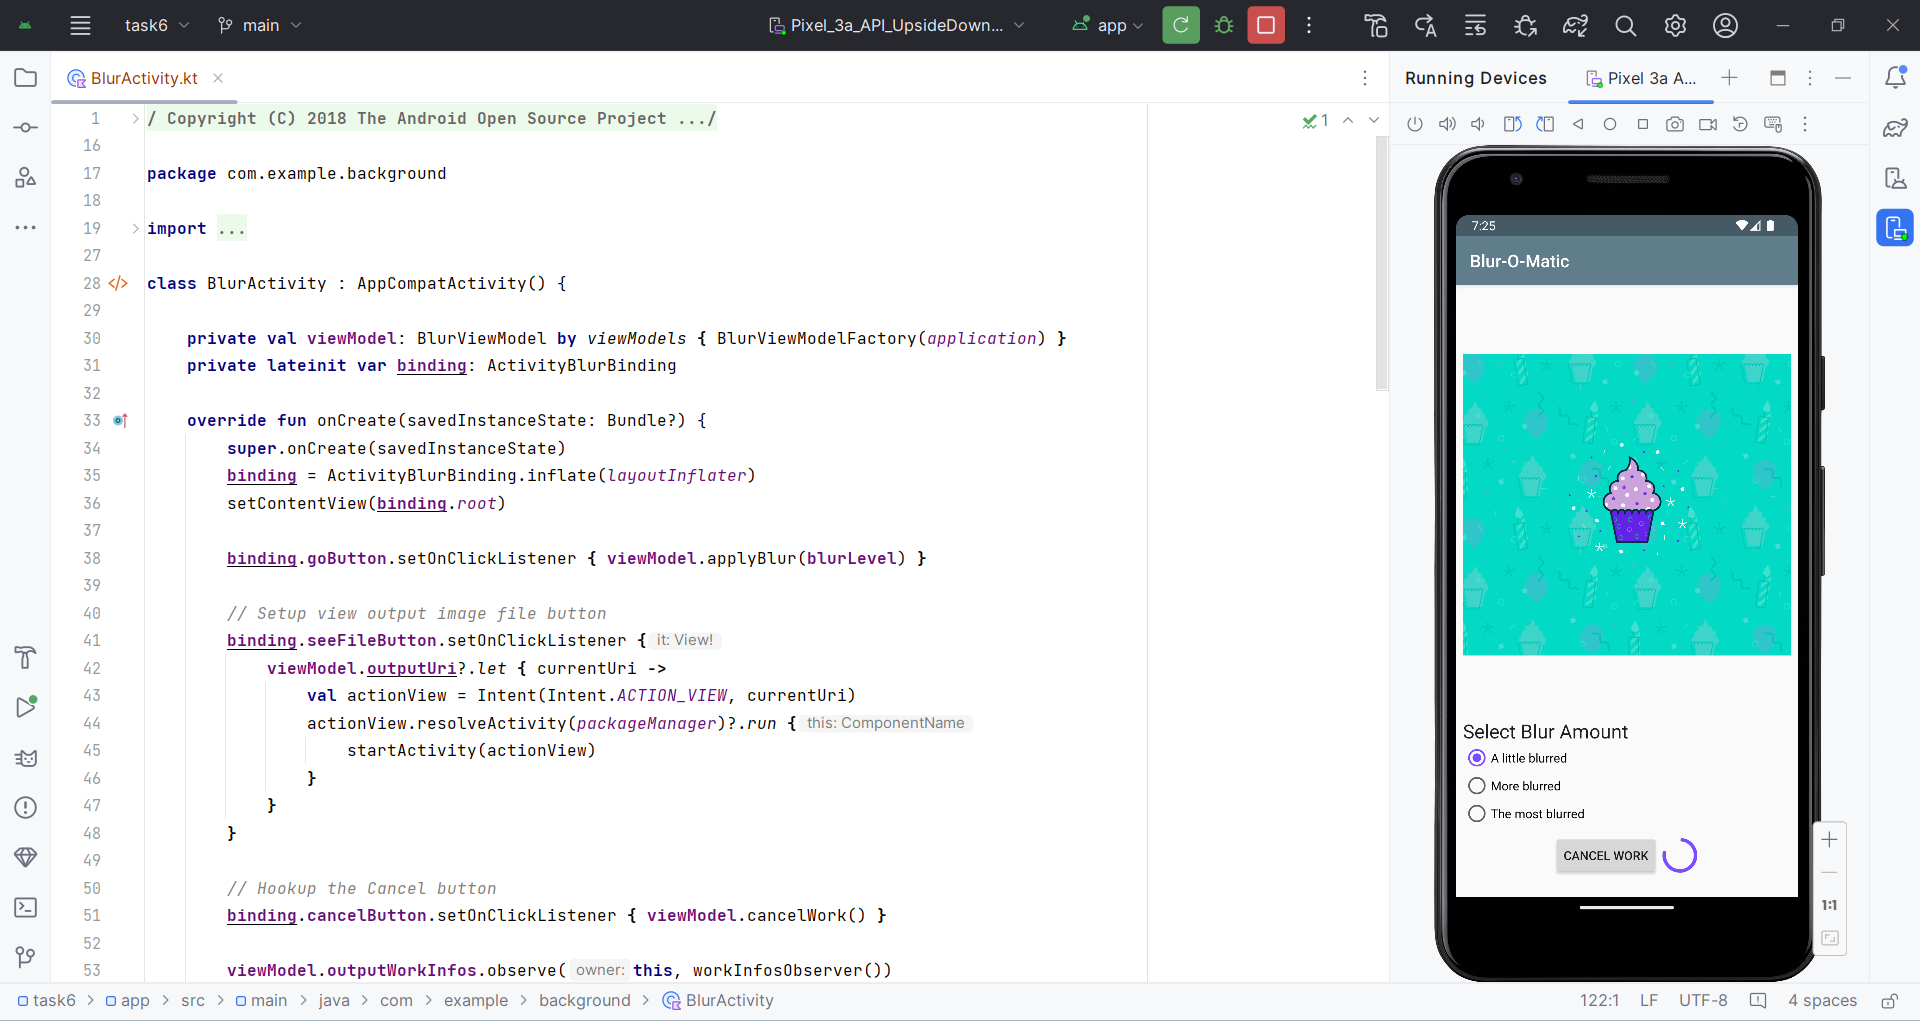 task6 main Pixel_3a_API_UpsideDown... app
BlurActivity.kt
Running Devices Pixel 3a A...
1 / Copyright (C) 2018 The Android Open Source Project .../
1
16
17 package com.example.background
18
19 import ...
27
28 class BlurActivity : AppCompatActivity() {
29
30 private val viewModel: BlurViewModel by viewModels { BlurViewModelFactory(application) }
31 private lateinit var binding: ActivityBlurBinding
32
33 override fun onCreate(savedInstanceState: Bundle?) {
34 super.onCreate(savedInstanceState)
35 binding = ActivityBlurBinding.inflate(layoutInflater)
36 setContentView(binding.root)
37
38 binding.goButton.setOnClickListener { viewModel.applyBlur(blurLevel) }
39
40 // Setup view output image file button
41 binding.seeFileButton.setOnClickListener { it: View!
42 viewModel.outputUri?.let { currentUri ->
43 val actionView = Intent(Intent.ACTION_VIEW, currentUri)
44 actionView.resolveActivity(packageManager)?.run { this: ComponentName
45 startActivity(actionView)
46 }
47 }
48 }
49
50 // Hookup the Cancel button
51 binding.cancelButton.setOnClickListener { viewModel.cancelWork() }
52
53 viewModel.outputWorkInfos.observe( owner: this, workInfosObserver())
7:25
Blur-O-Matic
Select Blur Amount
A little blurred
More blurred
The most blurred
CANCEL WORK
1:1
task6 > app > src > main > java > com > example > background > BlurActivity
122:1 LF UTF-8 4 spaces